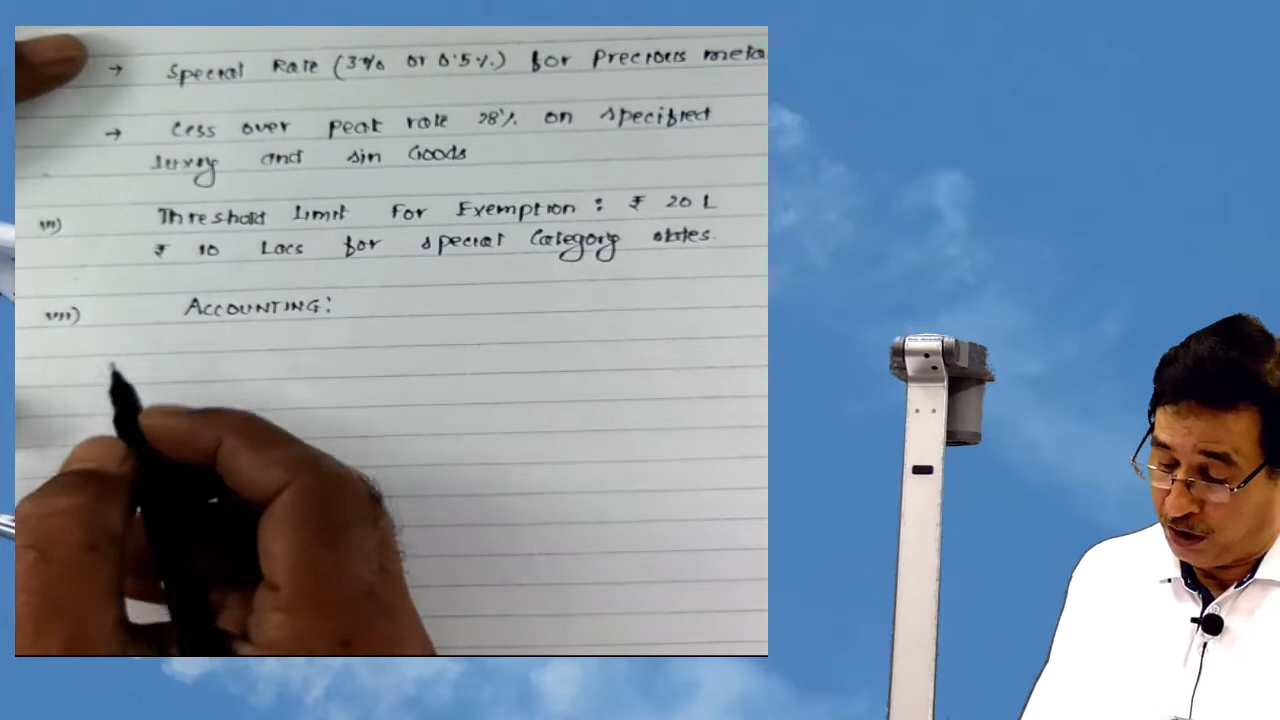 → Special Rate (3% or 0.5%) for Precious meta
→ Cess over peak rate 28% on specified
luxury and sin Goods
Threshold Limit For Exemption : ₹ 20 L
₹ 10 Lacs for special Category states.
viii) ACCOUNTING: